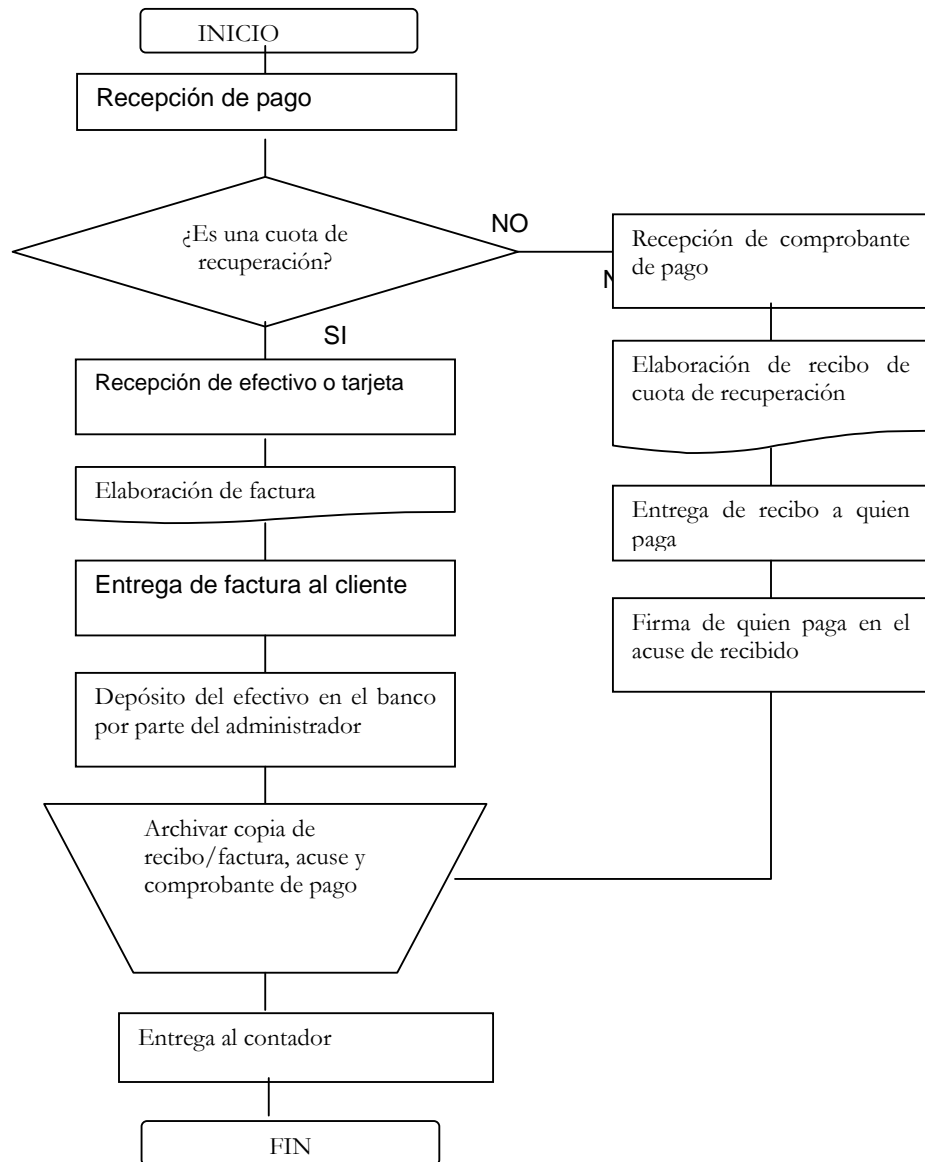 INICIO
Recepción de pago
¿Es una cuota de
recuperación?
NO
SI
Recepción de efectivo o tarjeta
Elaboración de factura
Entrega de factura al cliente
Depósito del efectivo en el banco
por parte del administrador
Recepción de comprobante
de pago
Elaboración de recibo de
cuota de recuperación
Entrega de recibo a quien
paga
Firma de quien paga en el
acuse de recibido
Archivar copia de
recibo/factura, acuse y
comprobante de pago
Entrega al contador
FIN